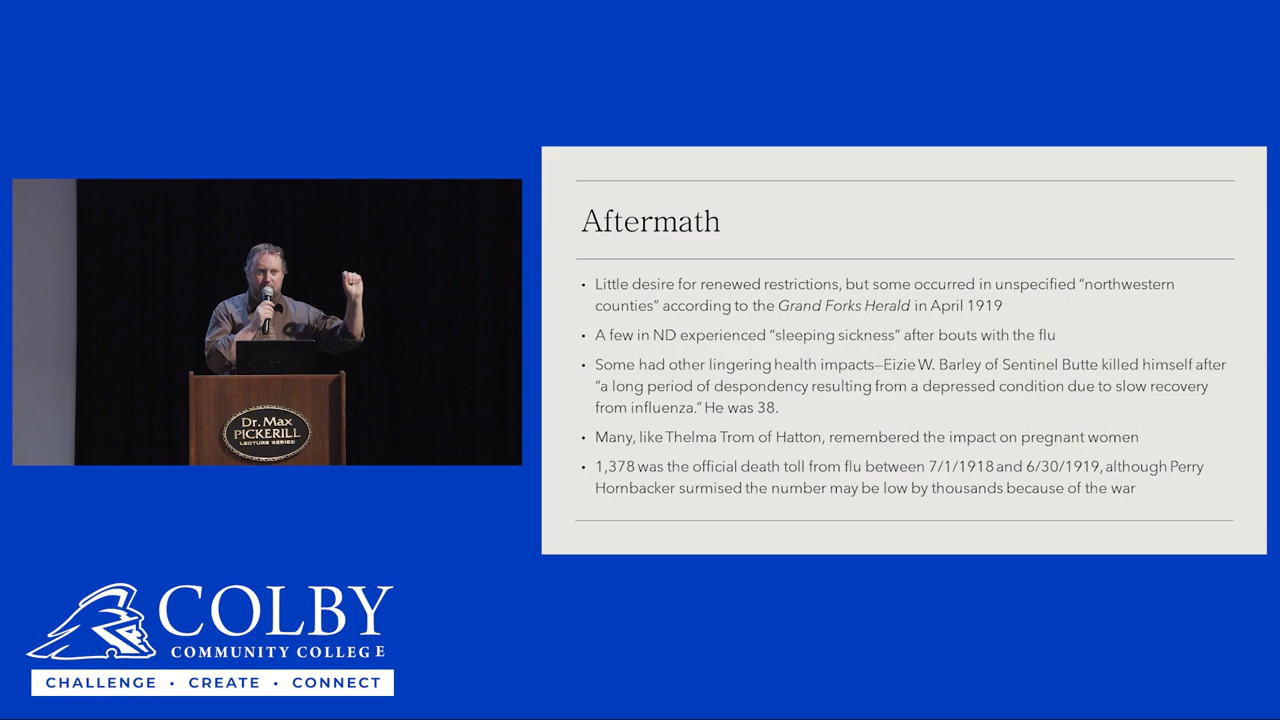 Aftermath
• Little desire for renewed restrictions, but some occurred in unspecified “northwestern
counties” according to the Grand Forks Herald in April 1919
• A few in ND experienced “sleeping sickness” after bouts with the flu
• Some had other lingering health impacts—Eizie W. Barley of Sentinel Butte killed himself after
“a long period of despondency resulting from a depressed condition due to slow recovery
from influenza.” He was 38.
• Many, like Thelma Trom of Hatton, remembered the impact on pregnant women
• 1,378 was the official death toll from flu between 7/1/1918 and 6/30/1919, although Perry
Hornbacker surmised the number may be low by thousands because of the war
Dr. Max
PICKERILL
LECTURE SERIES
COLBY
COMMUNITY COLLEGE
CHALLENGE • CREATE • CONNECT